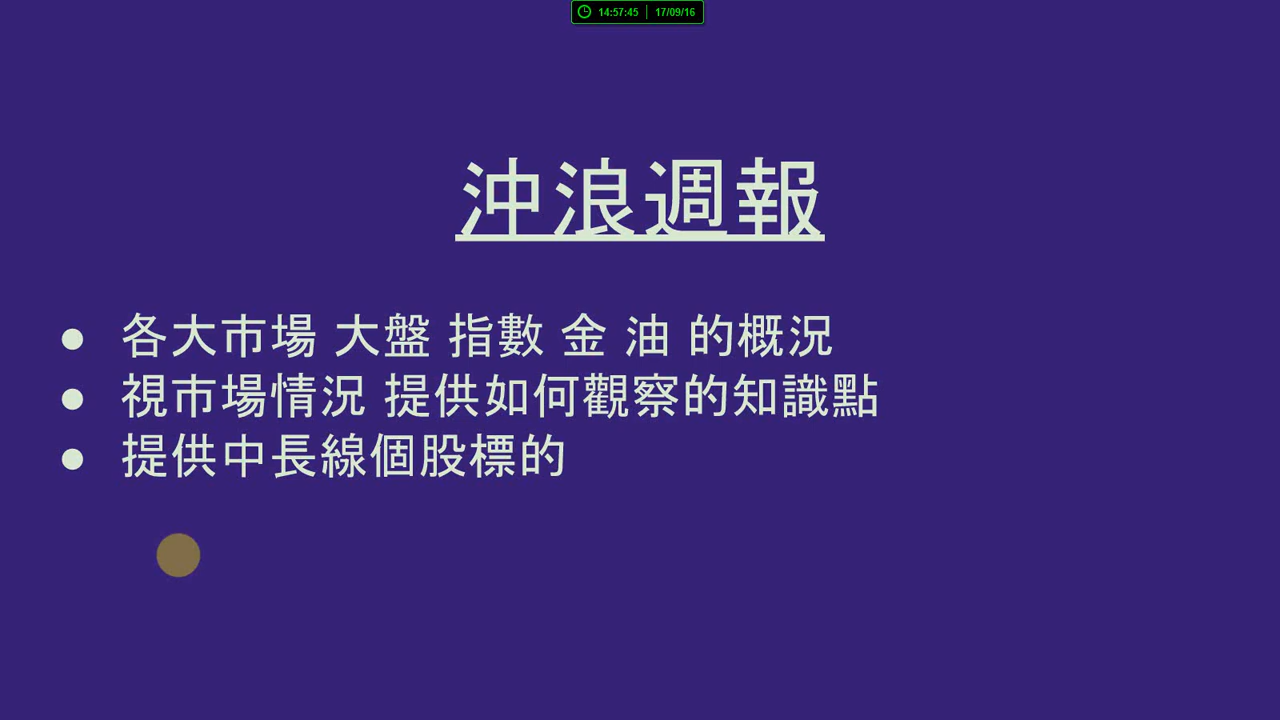 14:57:45 17/09/16
沖浪週報
● 各大市場 大盤 指數 金 油 的概況
● 視市場情況 提供如何觀察的知識點
● 提供中長線個股標的